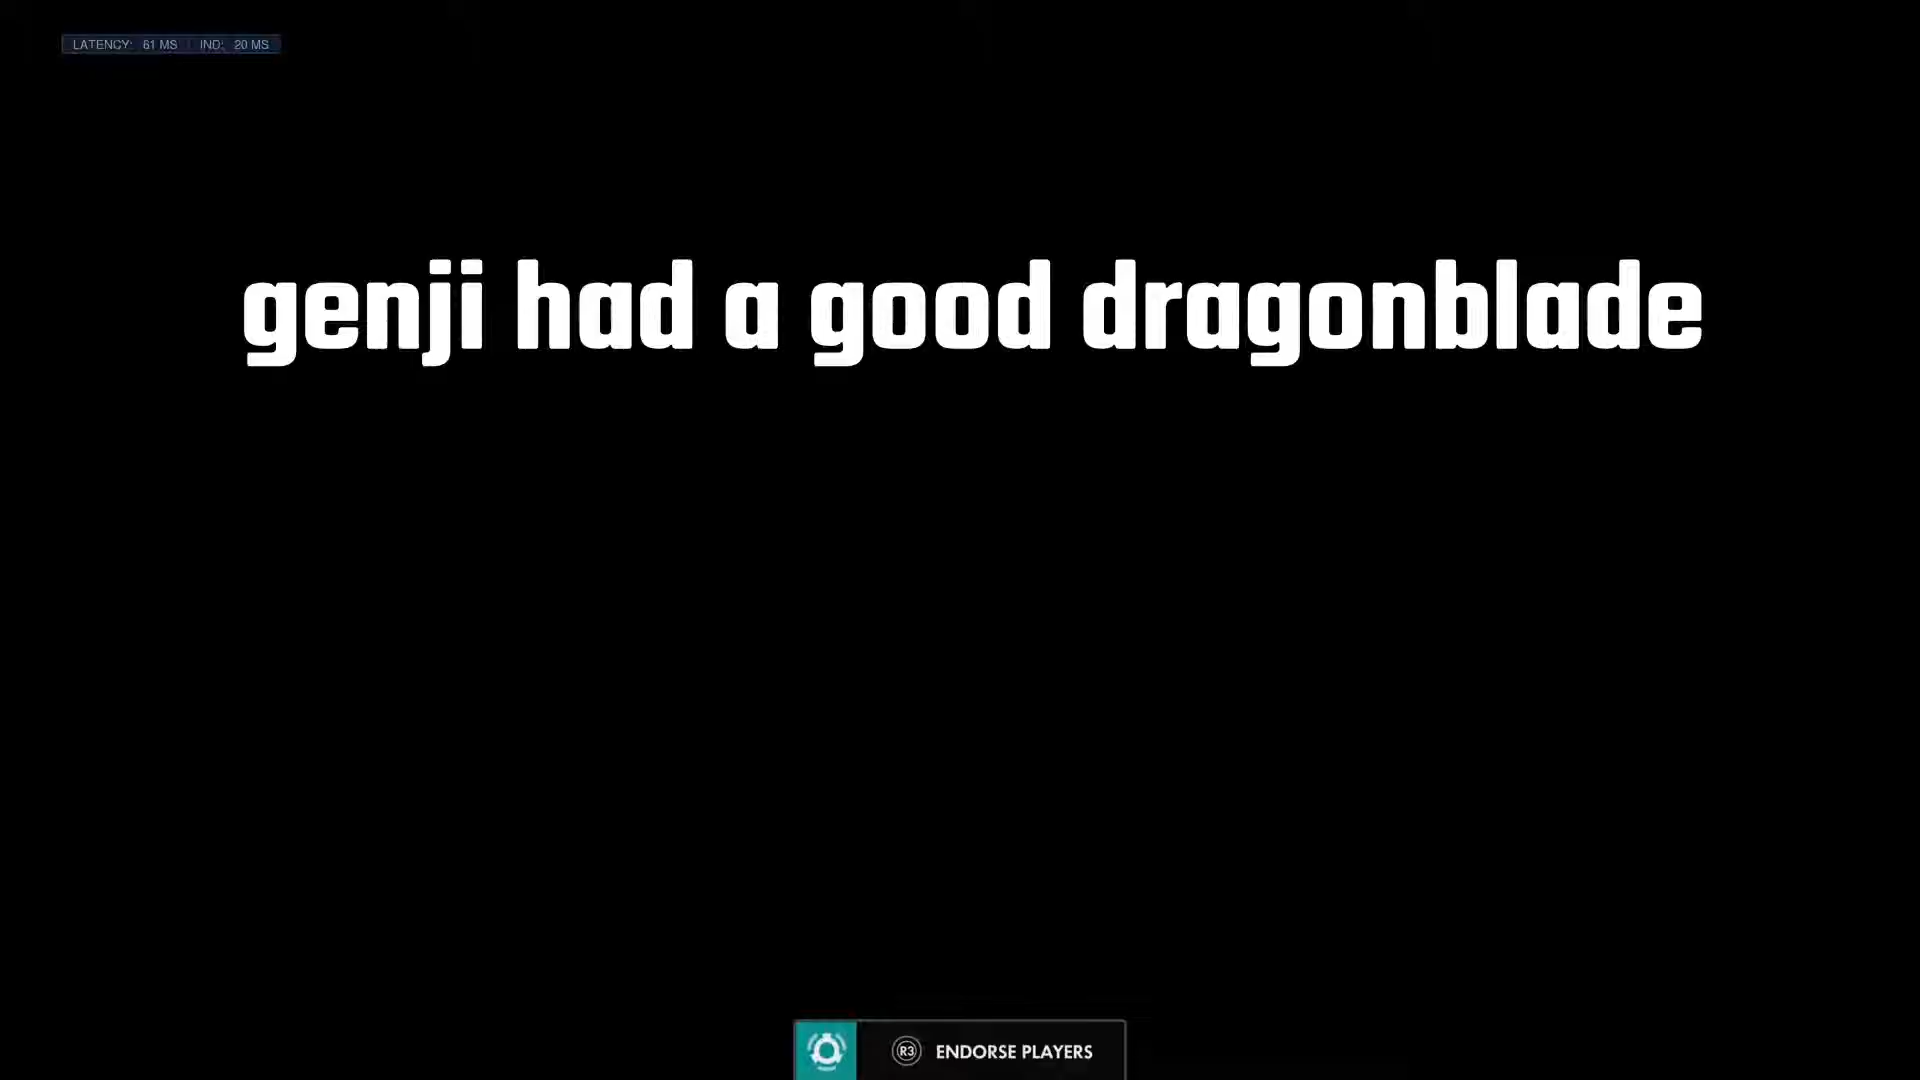 LATENCY: 61 MS IND: 20 MS
genji had a good dragonblade
R3 ENDORSE PLAYERS